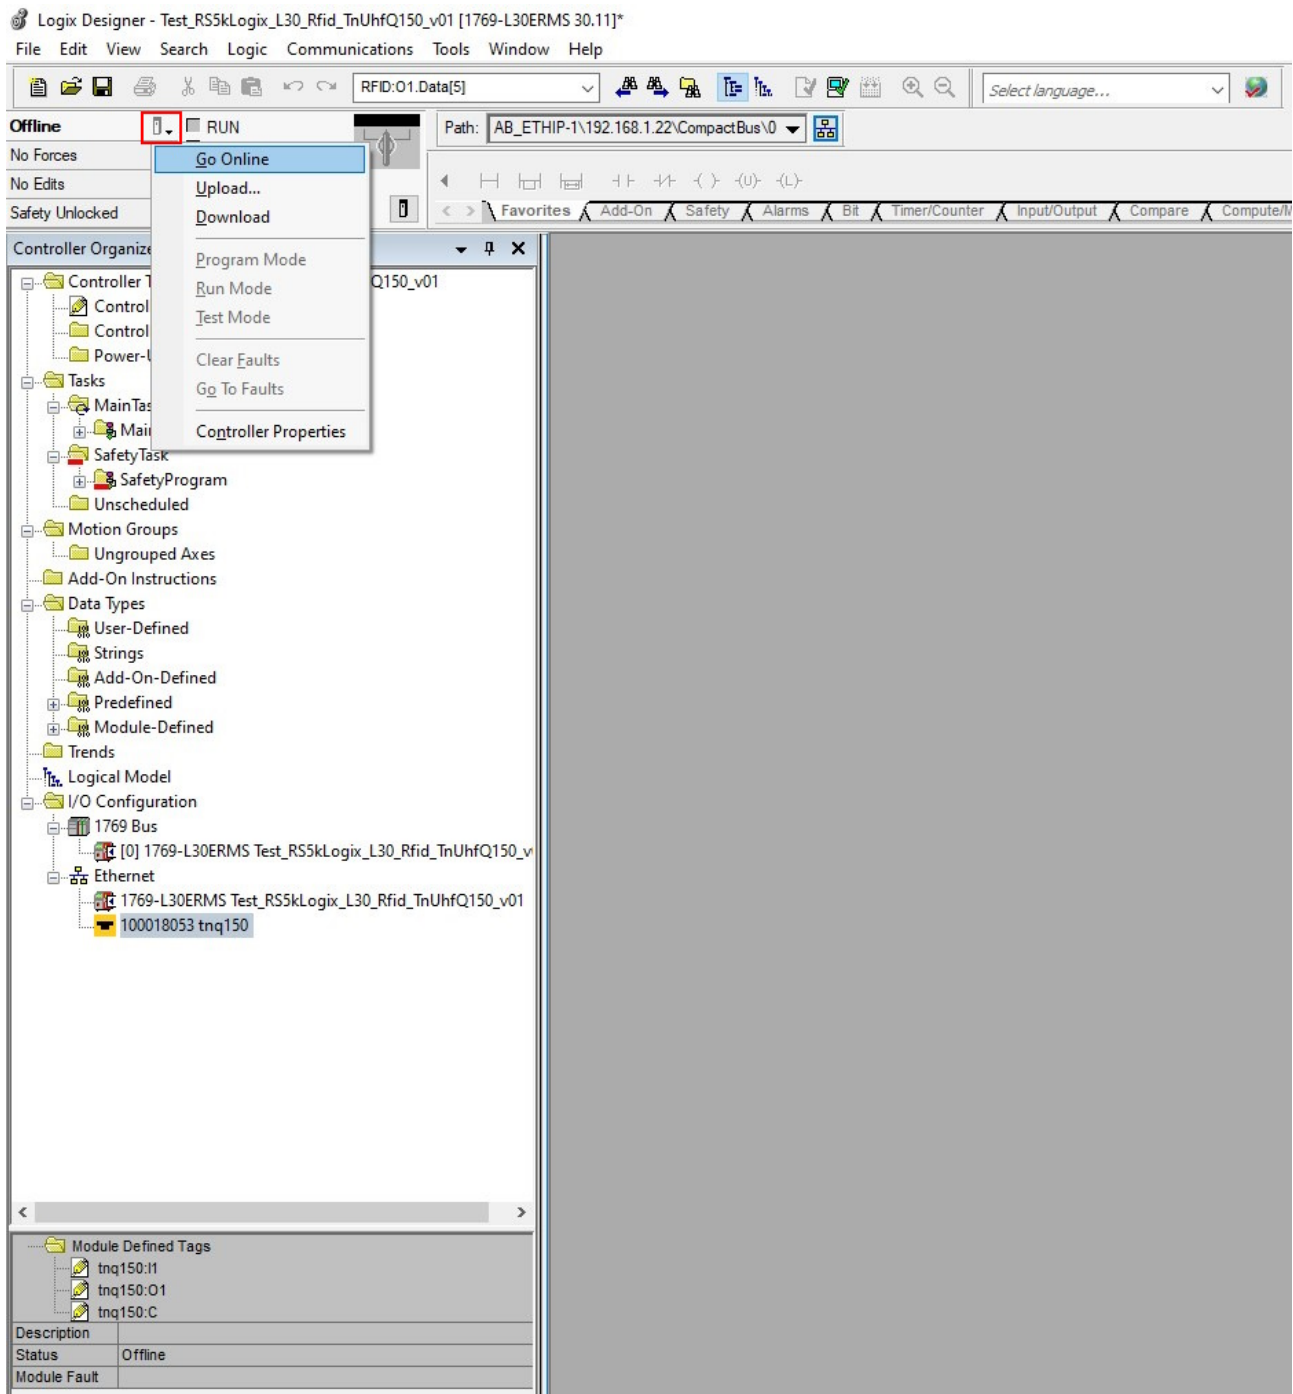 Logix Designer - Test_RS5kLogix_L30_Rfid_TnUhfQ150_v01 [1769-L30ERMS 30.11]*
File Edit View Search Logic Communications Tools Window Help
RFID:O1.Data[5]
Select language...
Offline
RUN
Path: AB_ETHIP-1\192.168.1.22\CompactBus\0
No Forces
Go Online
No Edits
Upload...
Safety Unlocked
Download
Favorites Add-On Safety Alarms Bit Timer/Counter Input/Output Compare Compute/M
Controller Organize
Program Mode
Controller T
Q150_v01
Run Mode
Control
Test Mode
Control
Power-U
Clear Faults
Tasks
Go To Faults
MainTas
Mai
Controller Properties
SafetyTask
SafetyProgram
Unscheduled
Motion Groups
Ungrouped Axes
Add-On Instructions
Data Types
User-Defined
Strings
Add-On-Defined
Predefined
Module-Defined
Trends
Logical Model
I/O Configuration
1769 Bus
[0] 1769-L30ERMS Test_RS5kLogix_L30_Rfid_TnUhfQ150_v
Ethernet
1769-L30ERMS Test_RS5kLogix_L30_Rfid_TnUhfQ150_v01
100018053 tnq150
Module Defined Tags
tnq150:I1
tnq150:O1
tnq150:C
Description
Status Offline
Module Fault